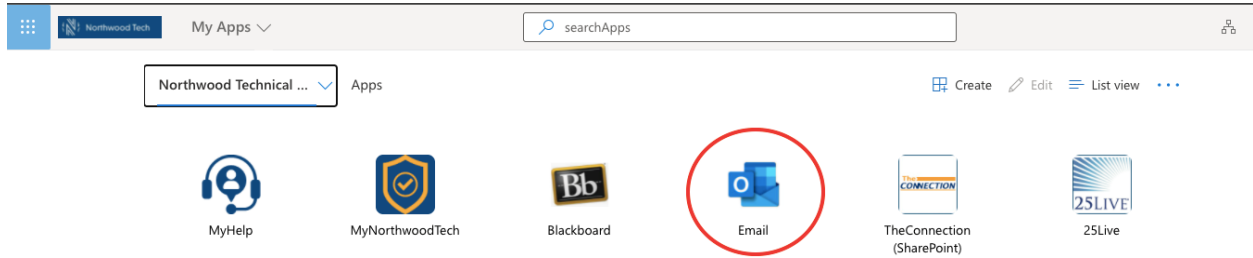 Northwood Tech
My Apps
searchApps
Northwood Technical ...
Apps
Create
Edit
List view
Bb
O
The
CONNECTION
25LIVE
MyHelp
MyNorthwoodTech
Blackboard
Email
TheConnection
(SharePoint)
25Live